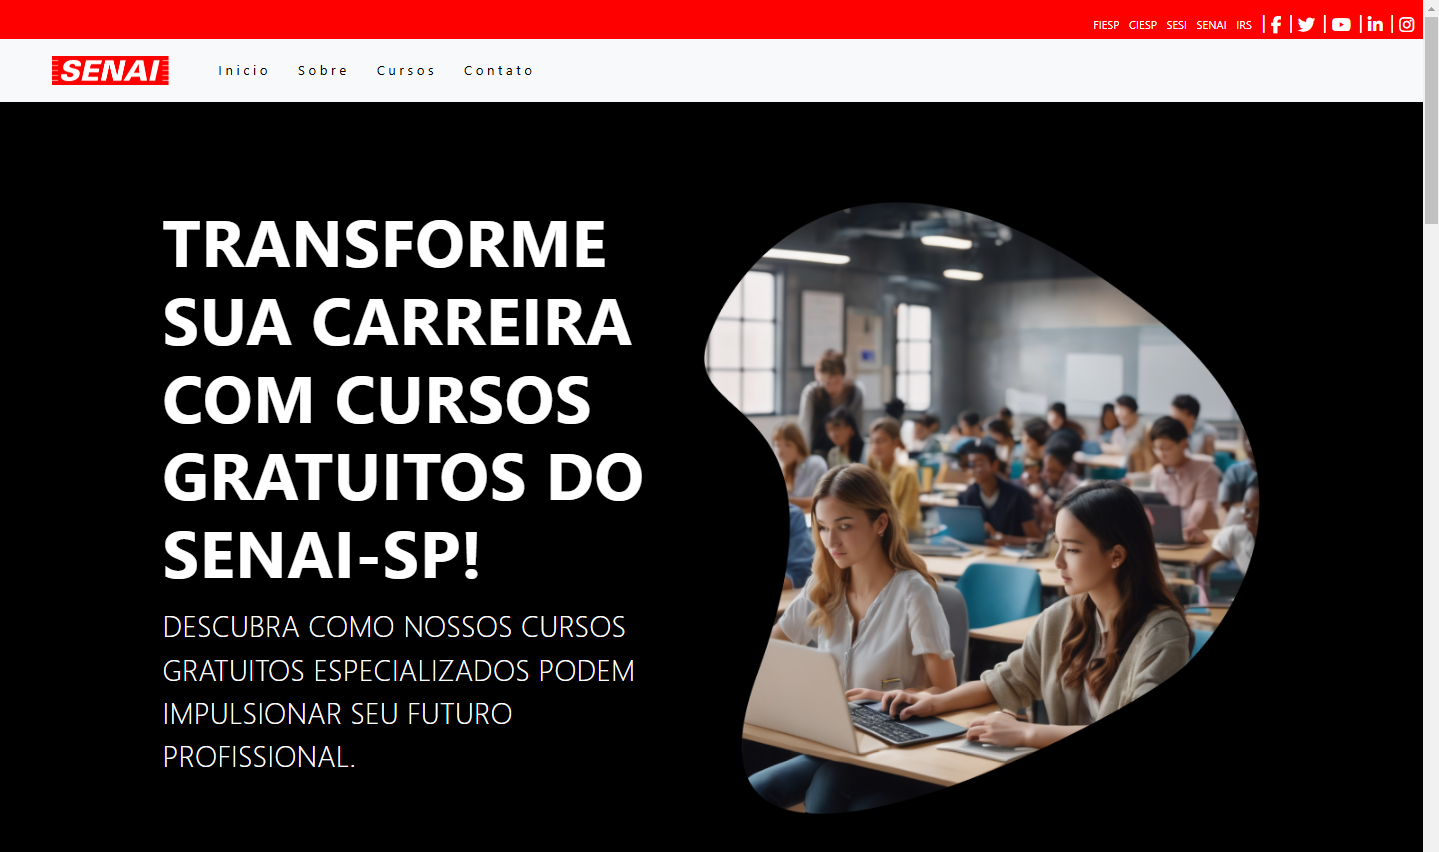 FIESP CIESP SESI SENAI IRS
SENAI
Inicio Sobre Cursos Contato
TRANSFORME
SUA CARREIRA
COM CURSOS
GRATUITOS DO
SENAI-SP!
DESCUBRA COMO NOSSOS CURSOS
GRATUITOS ESPECIALIZADOS PODEM
IMPULSIONAR SEU FUTURO
PROFISSIONAL.